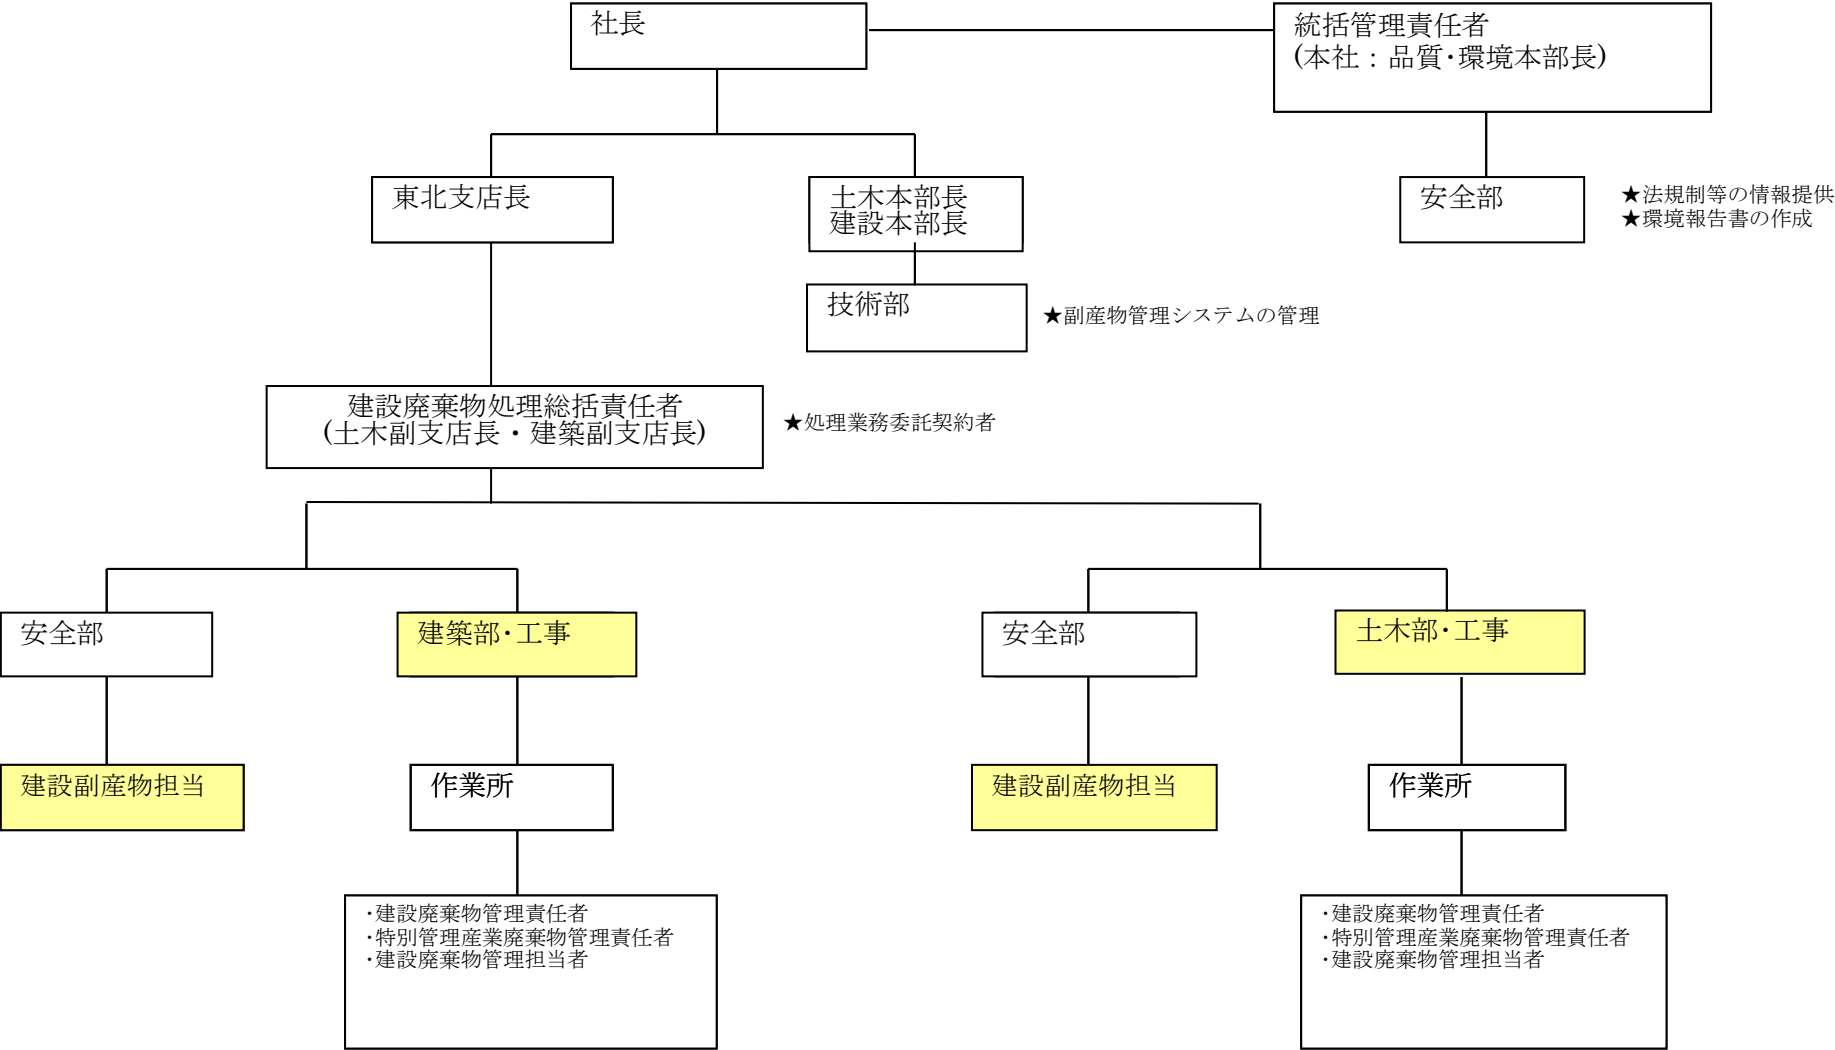 社長
統括管理責任者
(本社：品質･環境本部長)
東北支店長
土木本部長
建設本部長
安全部
★法規制等の情報提供
★環境報告書の作成
技術部
★副産物管理システムの管理
建設廃棄物処理総括責任者
(土木副支店長・建築副支店長)
★処理業務委託契約者
安全部
建築部･工事
安全部
土木部･工事
建設副産物担当
作業所
建設副産物担当
作業所
･建設廃棄物管理責任者
･特別管理産業廃棄物管理責任者
･建設廃棄物管理担当者
･建設廃棄物管理責任者
･特別管理産業廃棄物管理責任者
･建設廃棄物管理担当者